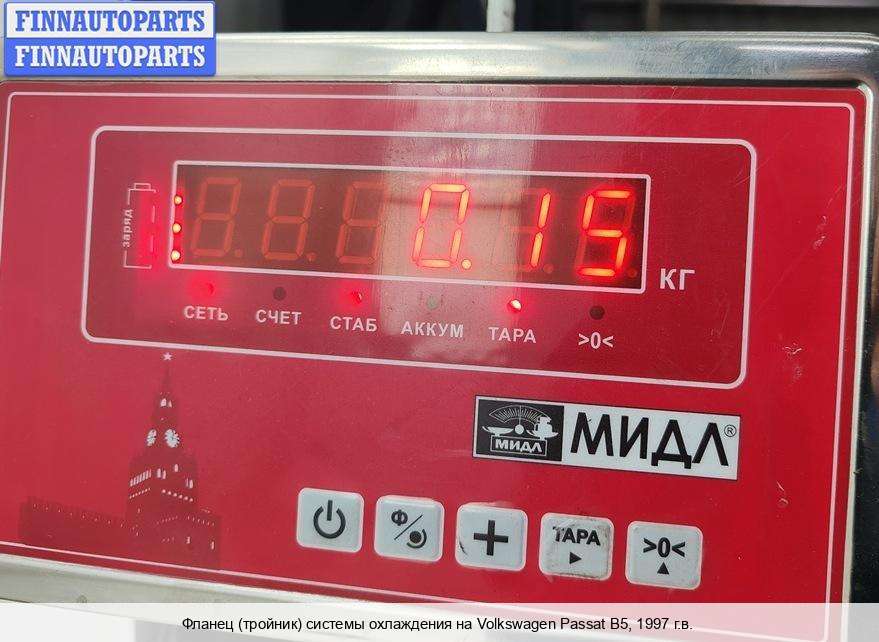 FINNAUTOPARTS
FINNAUTOPARTS
заряд
0.15
КГ
СЕТЬ СЧЕТ СТАБ АККУМ ТАРА >0<
МИДЛ МИДЛ®
Ф ТАРА >0<
Фланец (тройник) системы охлаждения на Volkswagen Passat B5, 1997 г.в.